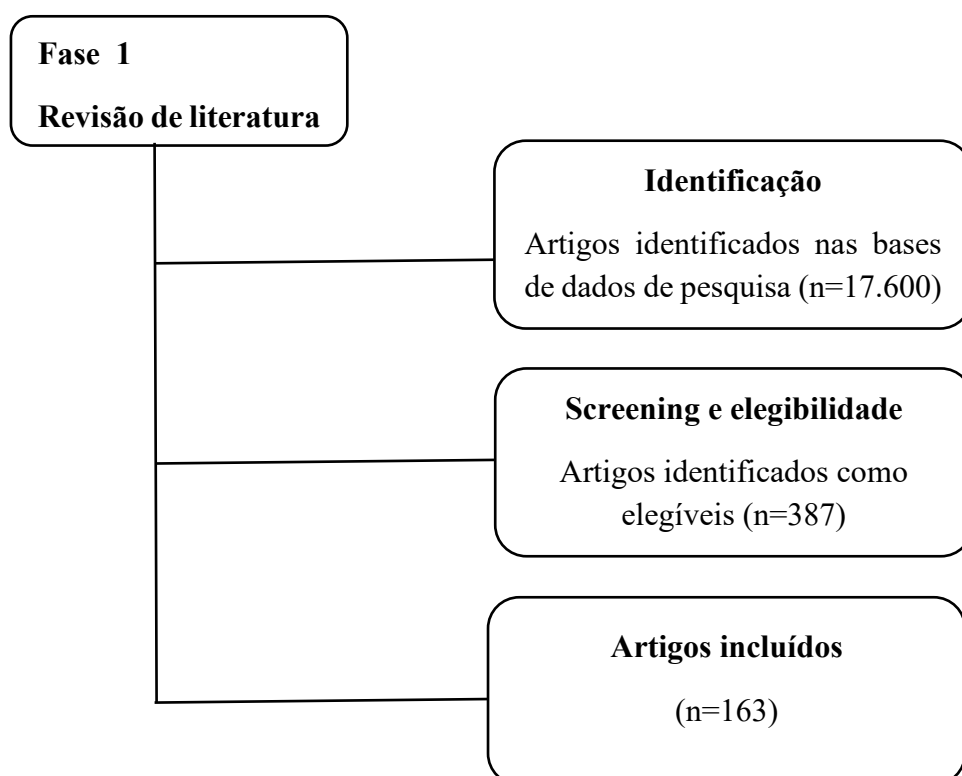 Fase 1
Revisão de literatura
Identificação
Artigos identificados nas bases
de dados de pesquisa (n=17.600)
Screening e elegibilidade
Artigos identificados como
elegíveis (n=387)
Artigos incluídos
(n=163)